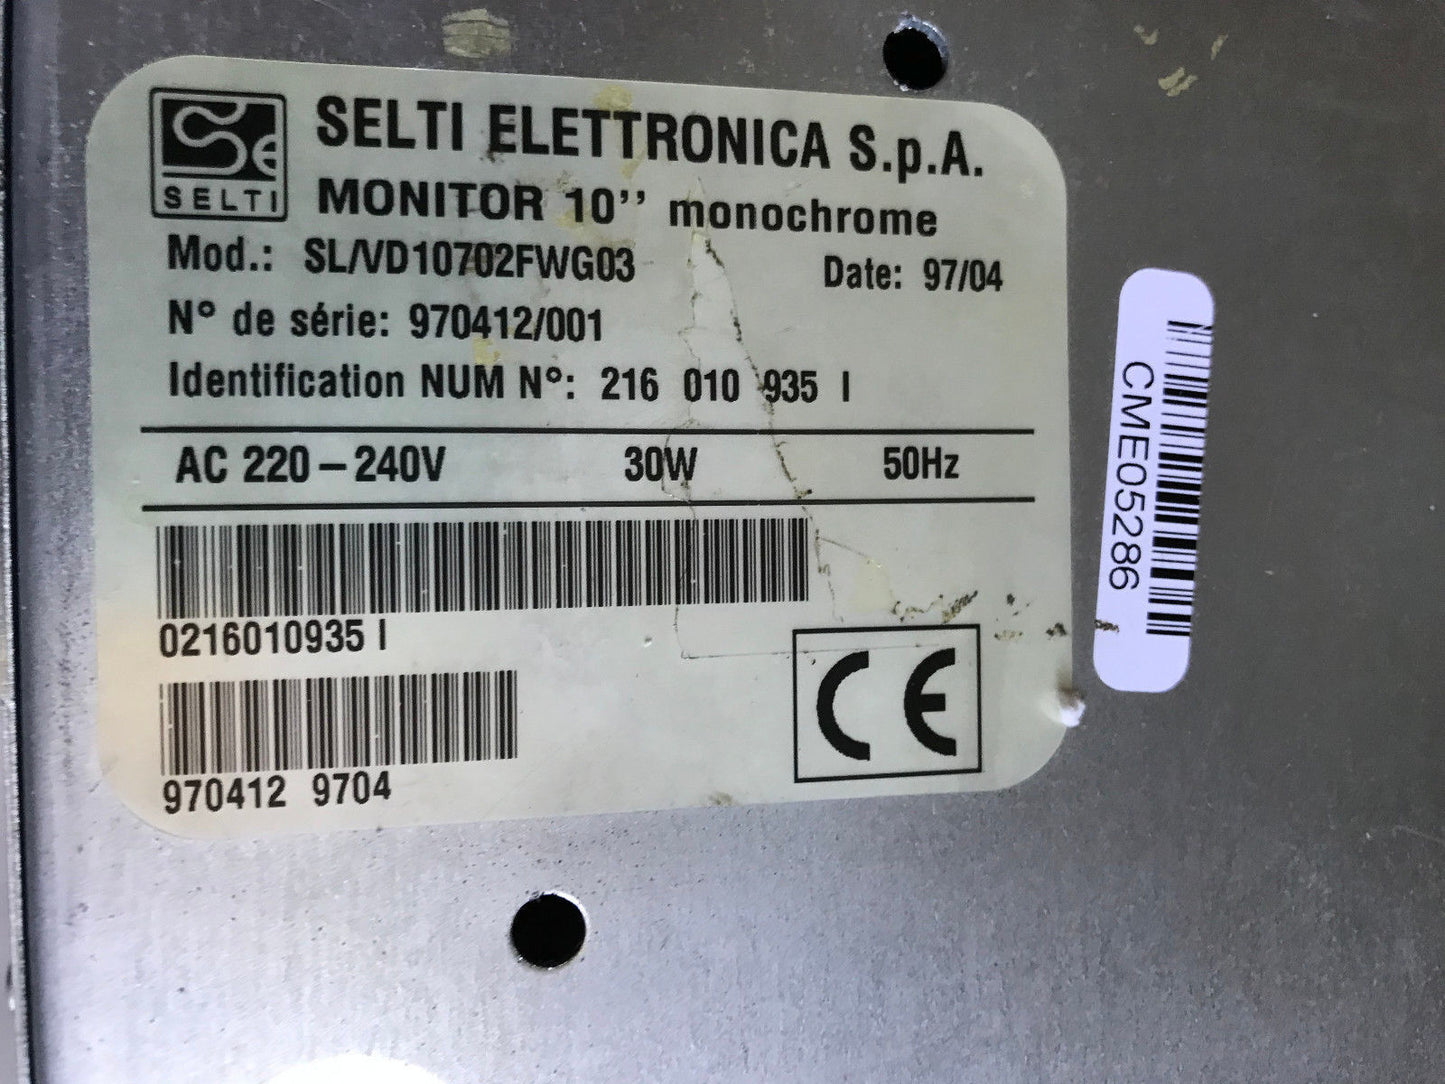 SELTI
SELTI ELETTRONICA S.p.A.
MONITOR 10’’ monochrome
Mod.: SL/VD10702FWG03 Date: 97/04
N° de série: 970412/001
Identification NUM N°: 216 010 935 I
AC 220–240V 30W 50Hz
0216010935 I
970412 9704
CE
CME05286